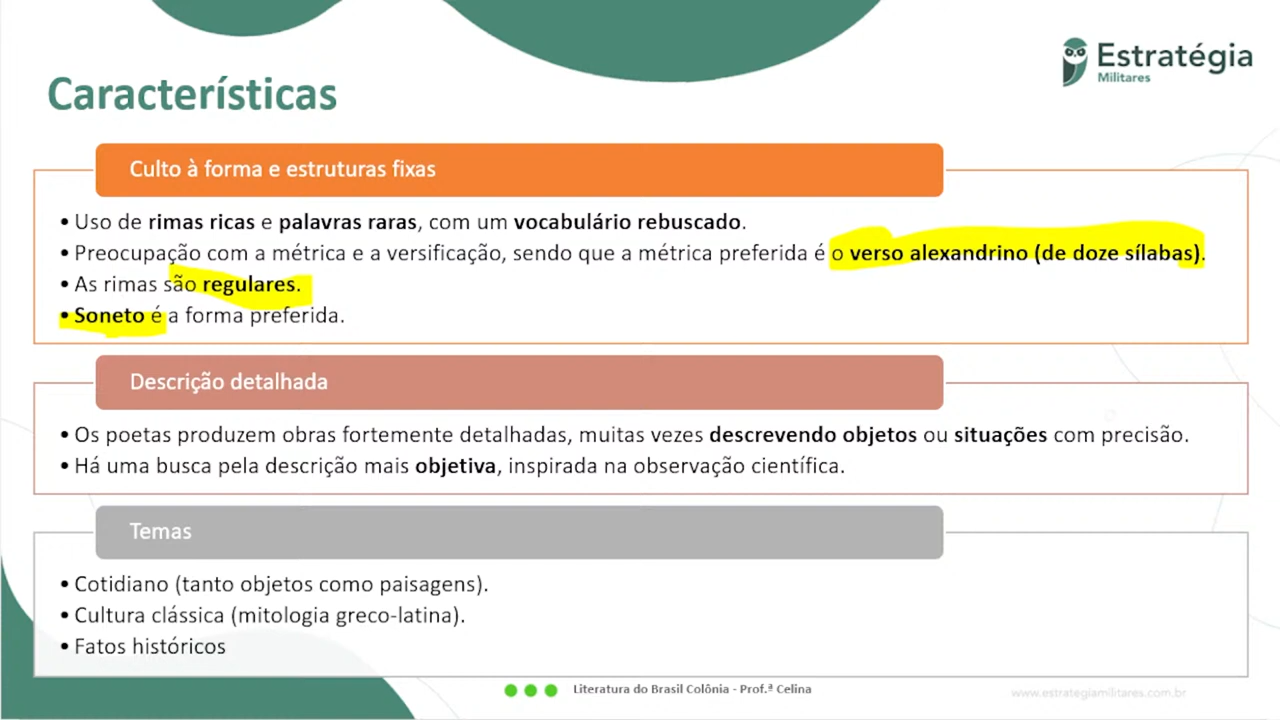 Estratégia
Militares
Características
Culto à forma e estruturas fixas
• Uso de rimas ricas e palavras raras, com um vocabulário rebuscado.
• Preocupação com a métrica e a versificação, sendo que a métrica preferida é o verso alexandrino (de doze sílabas).
• As rimas são regulares.
• Soneto é a forma preferida.
Descrição detalhada
• Os poetas produzem obras fortemente detalhadas, muitas vezes descrevendo objetos ou situações com precisão.
• Há uma busca pela descrição mais objetiva, inspirada na observação científica.
Temas
• Cotidiano (tanto objetos como paisagens).
• Cultura clássica (mitologia greco-latina).
• Fatos históricos
Literatura do Brasil Colônia - Prof.ª Celina
www.estrategiamilitares.com.br